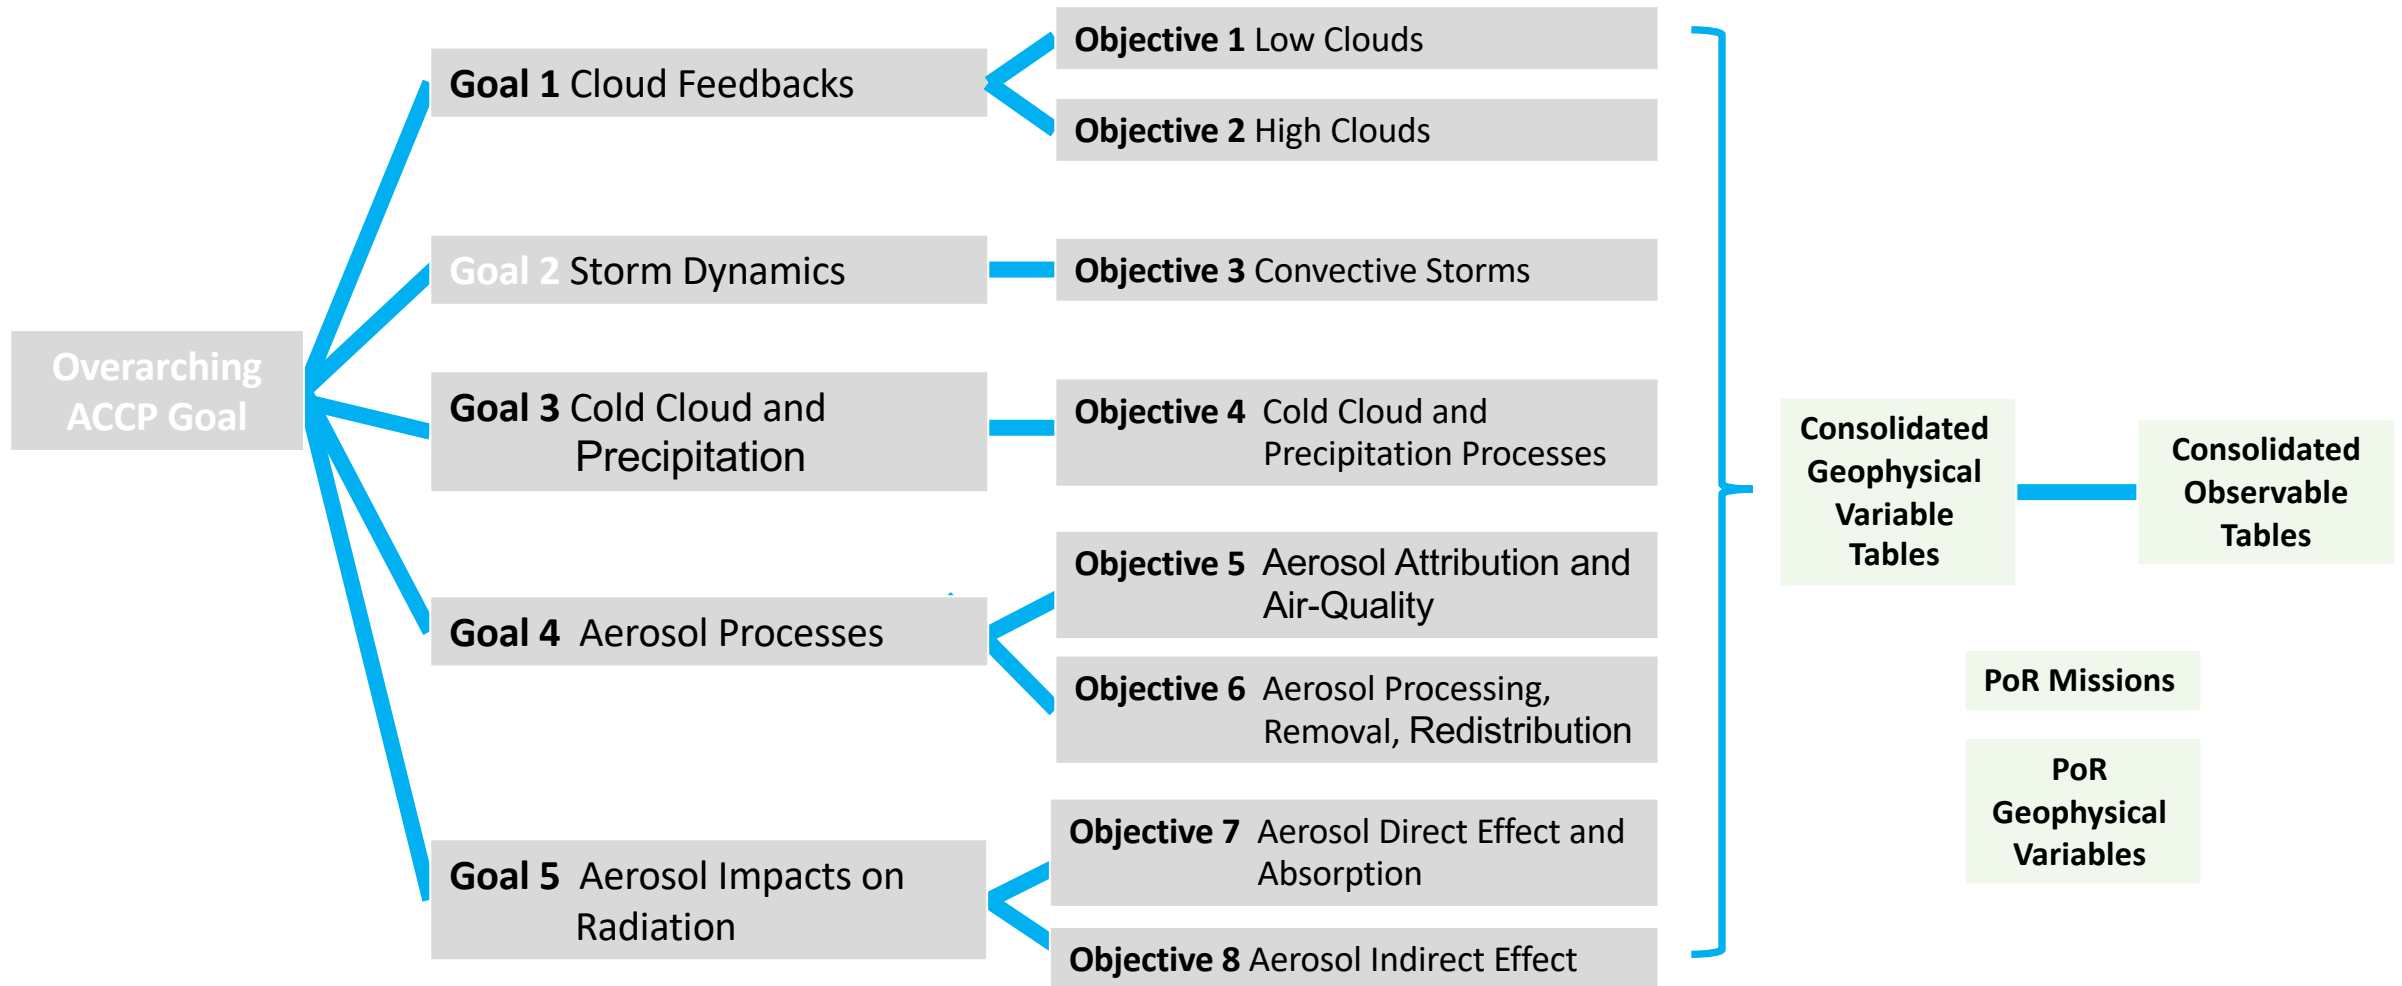 Overarching
ACCP Goal
Goal 1 Cloud Feedbacks
Goal 2 Storm Dynamics
Goal 3 Cold Cloud and
Precipitation
Goal 4 Aerosol Processes
Goal 5 Aerosol Impacts on
Radiation
Objective 1 Low Clouds
Objective 2 High Clouds
Objective 3 Convective Storms
Objective 4 Cold Cloud and
Precipitation Processes
Objective 5 Aerosol Attribution and
Air-Quality
Objective 6 Aerosol Processing,
Removal, Redistribution
Objective 7 Aerosol Direct Effect and
Absorption
Objective 8 Aerosol Indirect Effect
Consolidated
Geophysical
Variable
Tables
Consolidated
Observable
Tables
PoR Missions
PoR
Geophysical
Variables